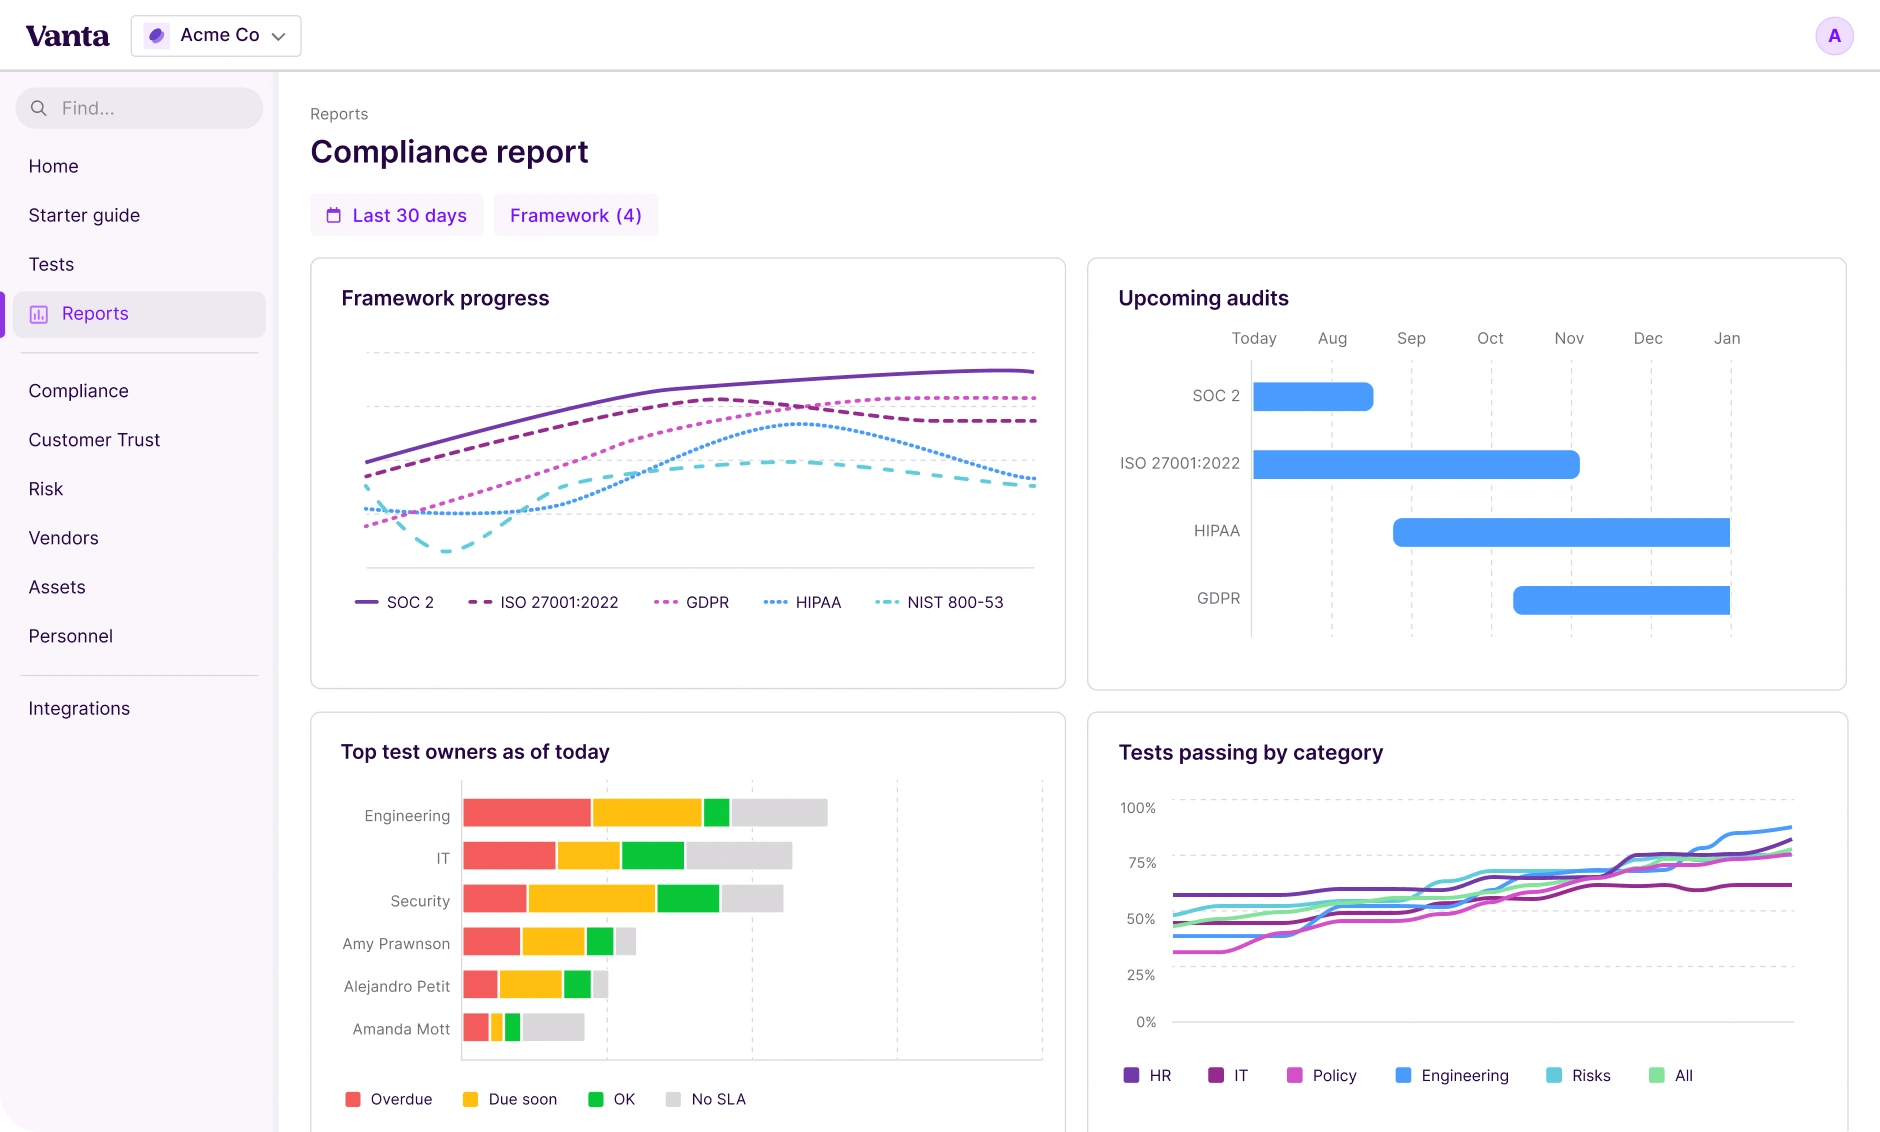 Vanta
Acme Co
A
Find...
Home
Starter guide
Tests
Reports
Compliance
Customer Trust
Risk
Vendors
Assets
Personnel
Integrations
Reports
Compliance report
Last 30 days
Framework (4)
Framework progress
SOC 2
ISO 27001:2022
GDPR
HIPAA
NIST 800-53
Upcoming audits
Today Aug Sep Oct Nov Dec Jan
SOC 2
ISO 27001:2022
HIPAA
GDPR
Top test owners as of today
Engineering
IT
Security
Amy Prawnson
Alejandro Petit
Amanda Mott
Overdue Due soon OK No SLA
Tests passing by category
100%
75%
50%
25%
0%
HR IT Policy Engineering Risks All